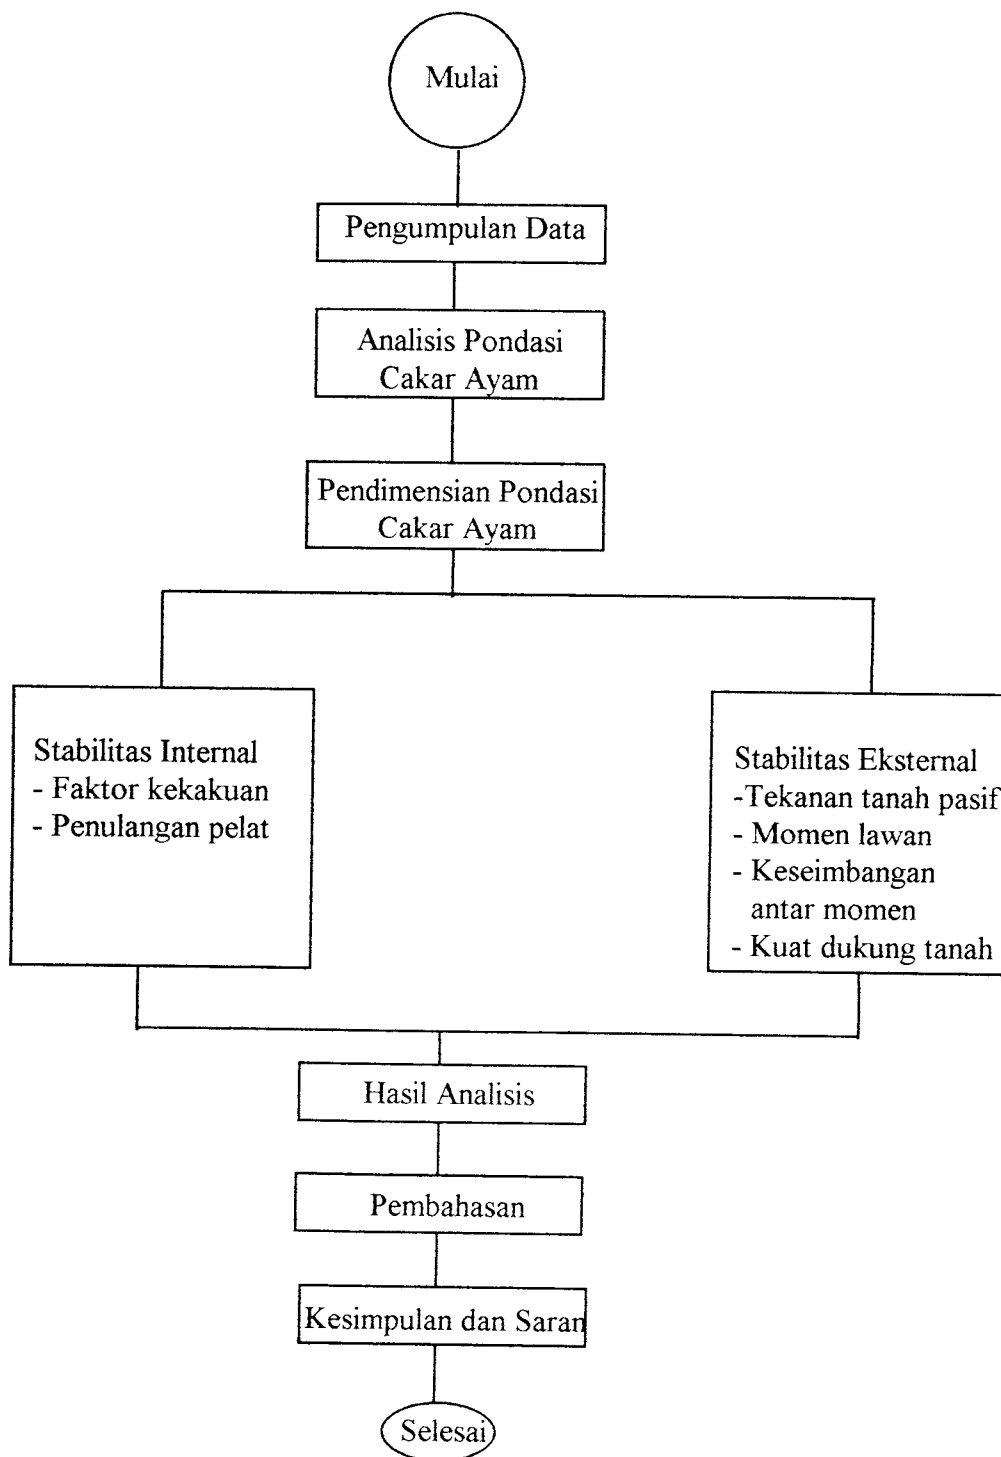 Mulai
Pengumpulan Data
Analisis Pondasi
Cakar Ayam
Pendimensian Pondasi
Cakar Ayam
Stabilitas Internal
- Faktor kekakuan
- Penulangan pelat
Stabilitas Eksternal
-Tekanan tanah pasif
- Momen lawan
- Keseimbangan
antar momen
- Kuat dukung tanah
Hasil Analisis
Pembahasan
Kesimpulan dan Saran
Selesai